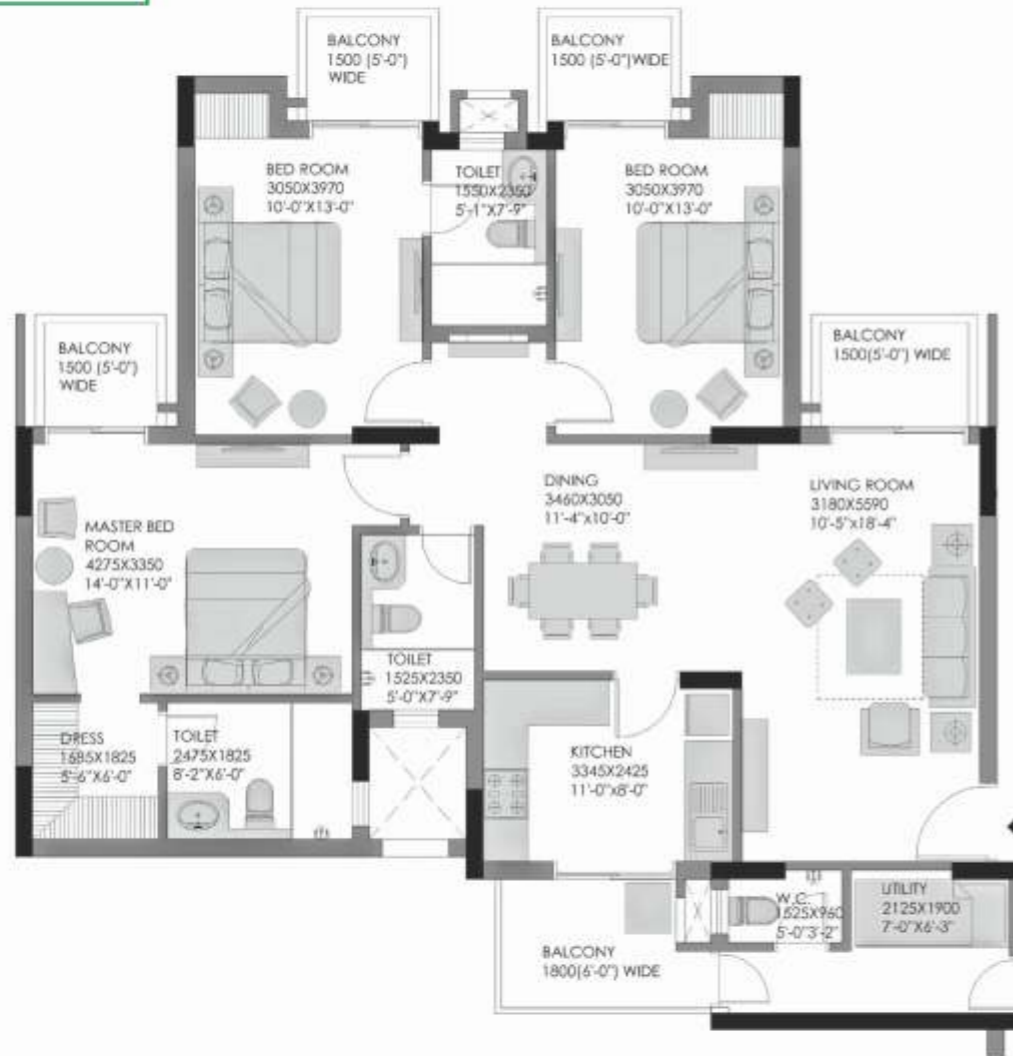 BALCONY
1500 (5'-0")
WIDE
BALCONY
1500 (5'-0")WIDE
BED ROOM
3050X3970
10'-0"X13'-0"
TOILET
1550X2350
5'-1"X7'-9"
BED ROOM
3050X3970
10'-0"X13'-0"
BALCONY
1500 (5'-0")
WIDE
BALCONY
1500(5'-0") WIDE
MASTER BED
ROOM
4275X3350
14'-0"X11'-0"
DINING
3460X3050
11'-4"x10'-0"
LIVING ROOM
3180X5590
10'-5"x18'-4"
TOILET
1525X2350
5'-0"X7'-9"
DRESS
1685X1825
5'-6"X6'-0"
TOILET
2475X1825
8'-2"X6'-0"
KITCHEN
3345X2425
11'-0"x8'-0"
W.C.
1525X960
5'-0"3'-2"
UTILITY
2125X1900
7'-0"X6'-3"
BALCONY
1800(6'-0") WIDE